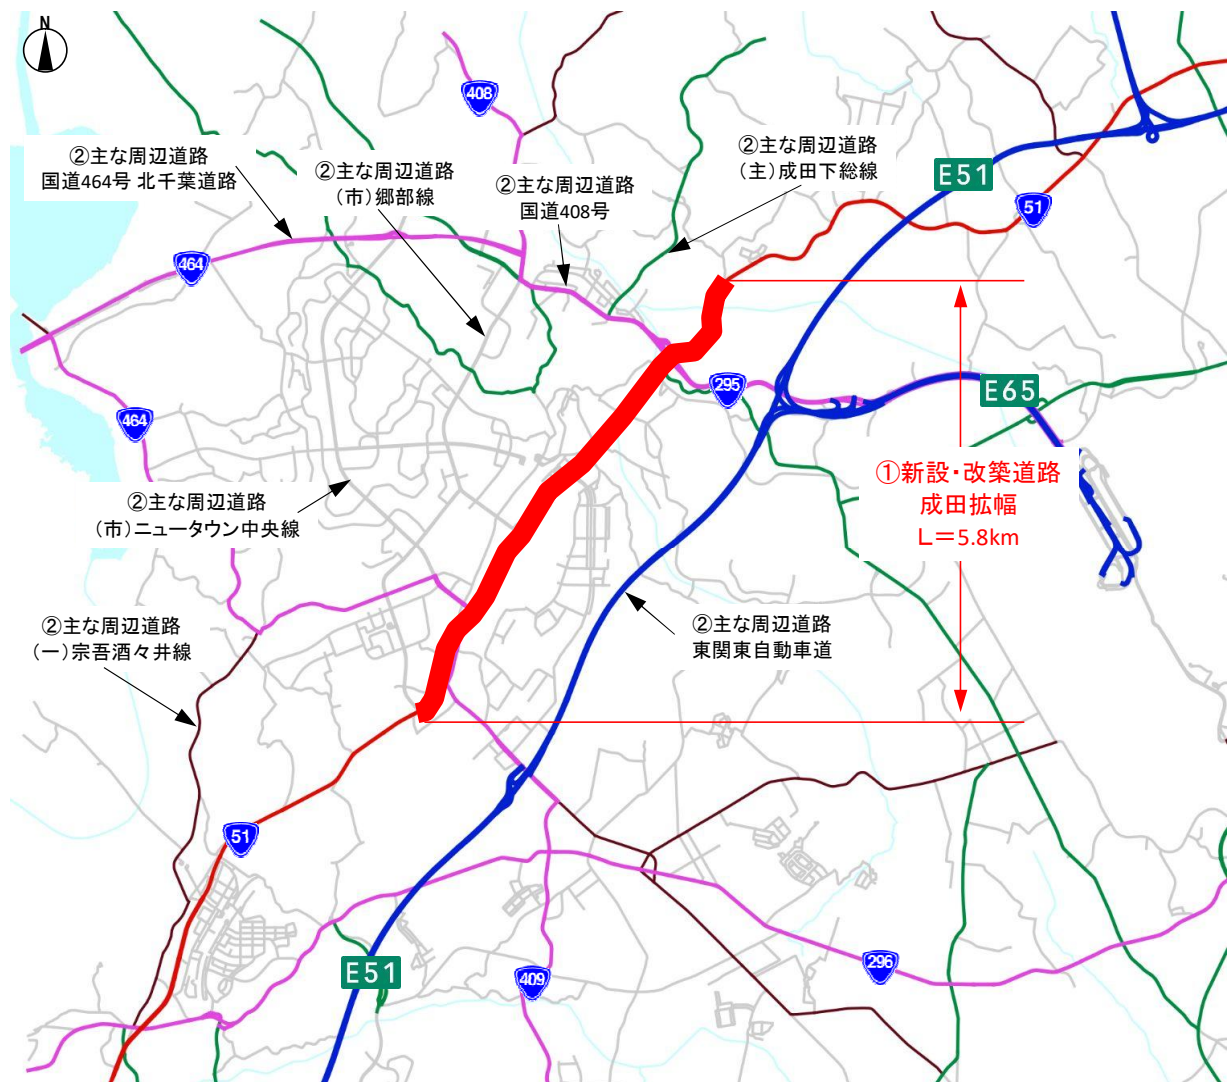 N
408
②主な周辺道路
国道464号 北千葉道路
②主な周辺道路
(市)郷部線
②主な周辺道路
国道408号
②主な周辺道路
(主)成田下総線
E51
51
464
295
E65
464
①新設・改築道路
成田拡幅
L=5.8km
②主な周辺道路
(市)ニュータウン中央線
②主な周辺道路
(一)宗吾酒々井線
②主な周辺道路
東関東自動車道
51
E51
409
296